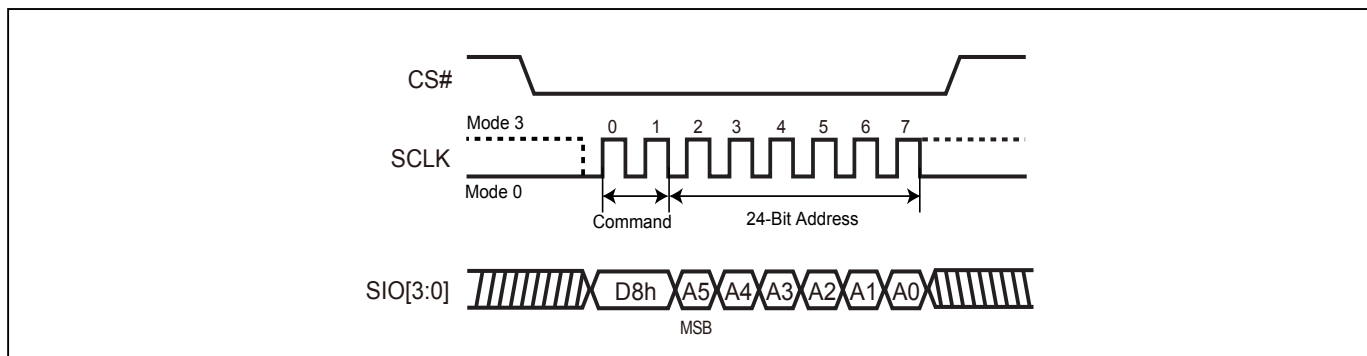 CS#
Mode 3
0 1 2 3 4 5 6 7
SCLK
Mode 0
Command
24-Bit Address
SIO[3:0]
D8h A5 A4 A3 A2 A1 A0
MSB